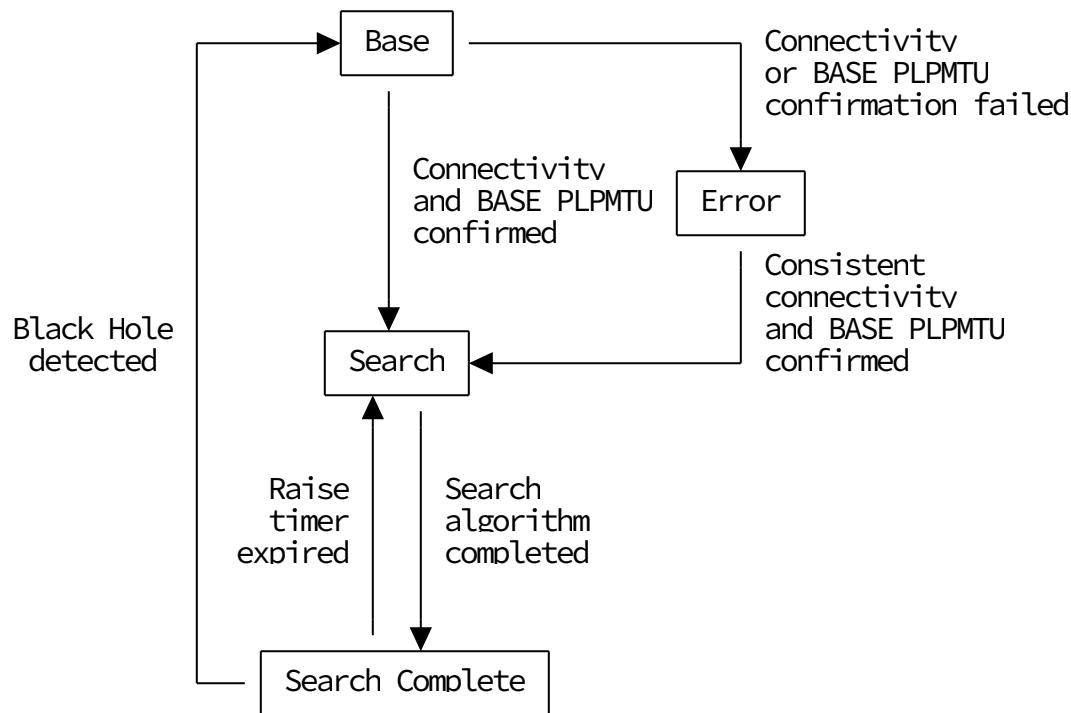 Base
Connectivity
or BASE PLPMTU
confirmation failed
Connectivity
and BASE PLPMTU
confirmed
Error
Consistent
connectivity
and BASE PLPMTU
confirmed
Black Hole
detected
Search
Raise
timer
expired
Search
algorithm
completed
Search Complete